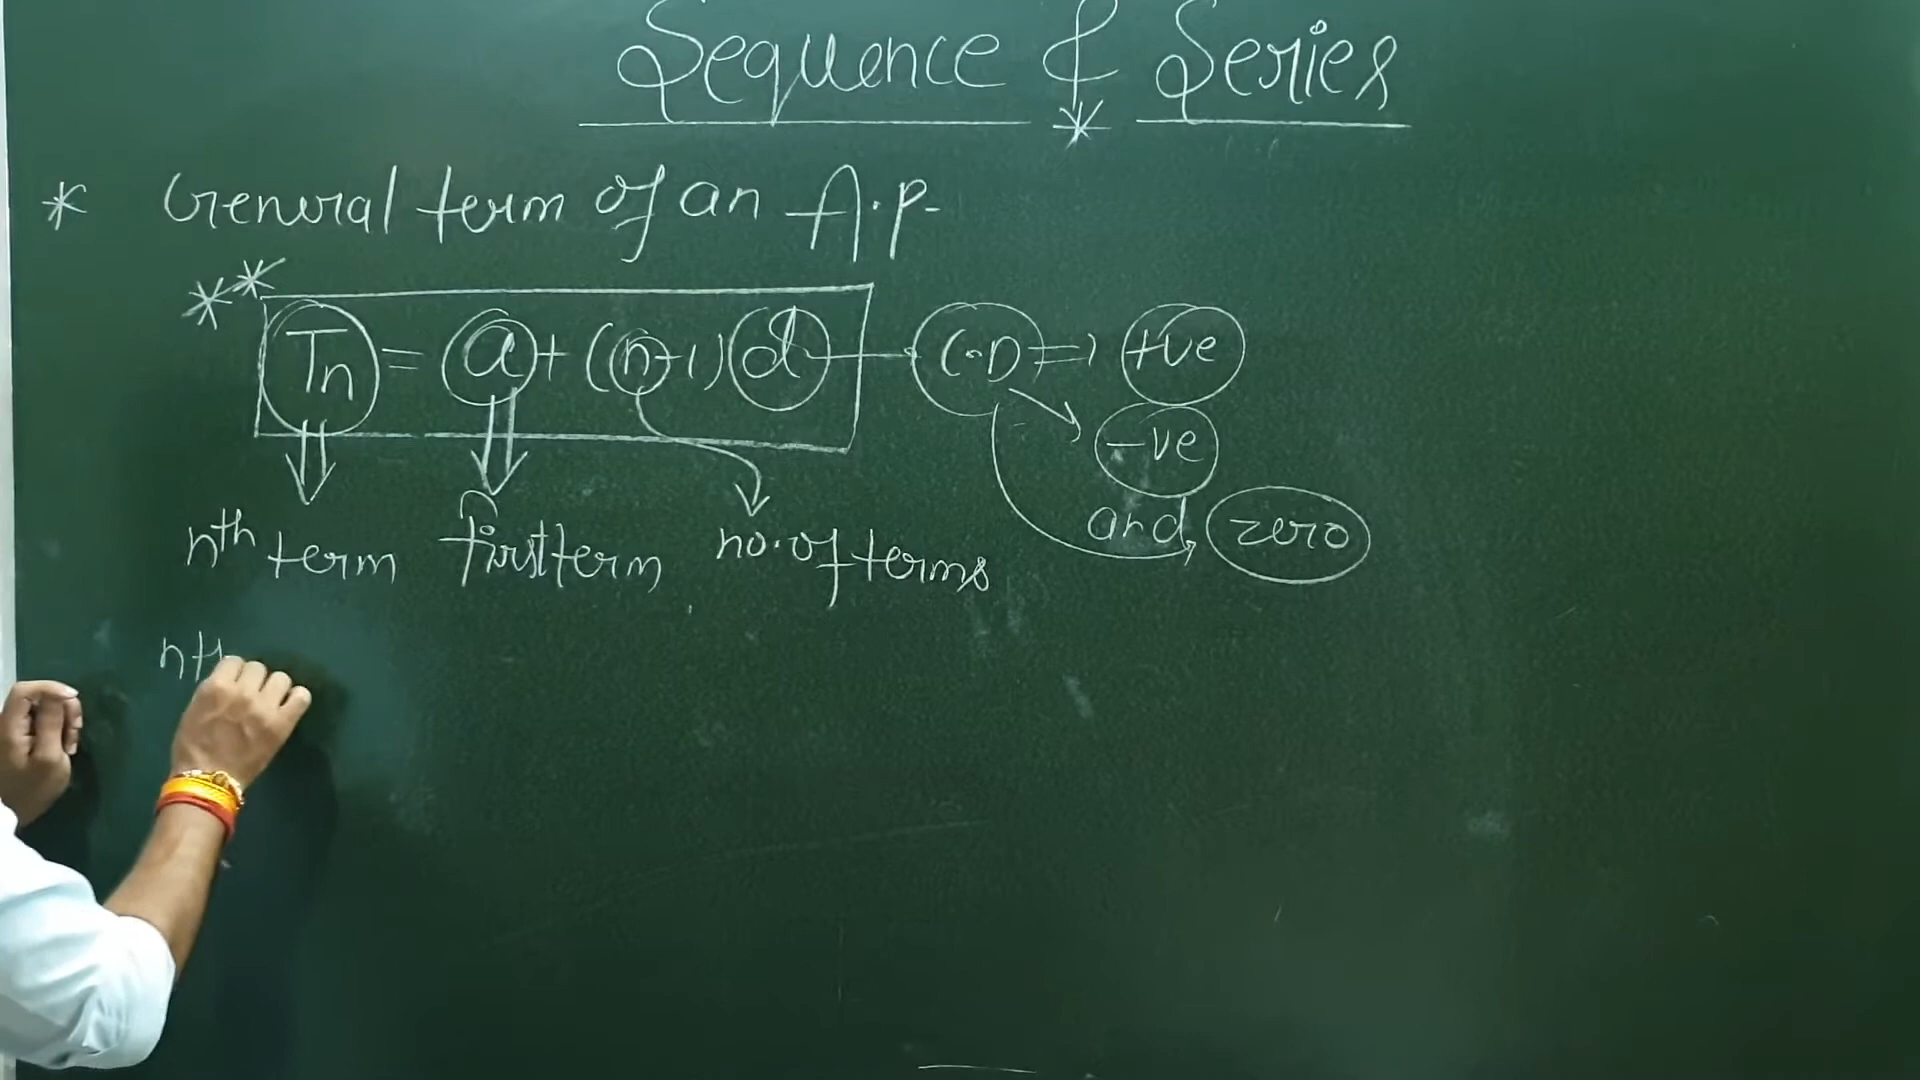 Sequence & Series
* General term of an A.P.
** Tn = a + (n-1) d — C.D => +ve
-ve
and zero
nth term first term no. of terms
nth